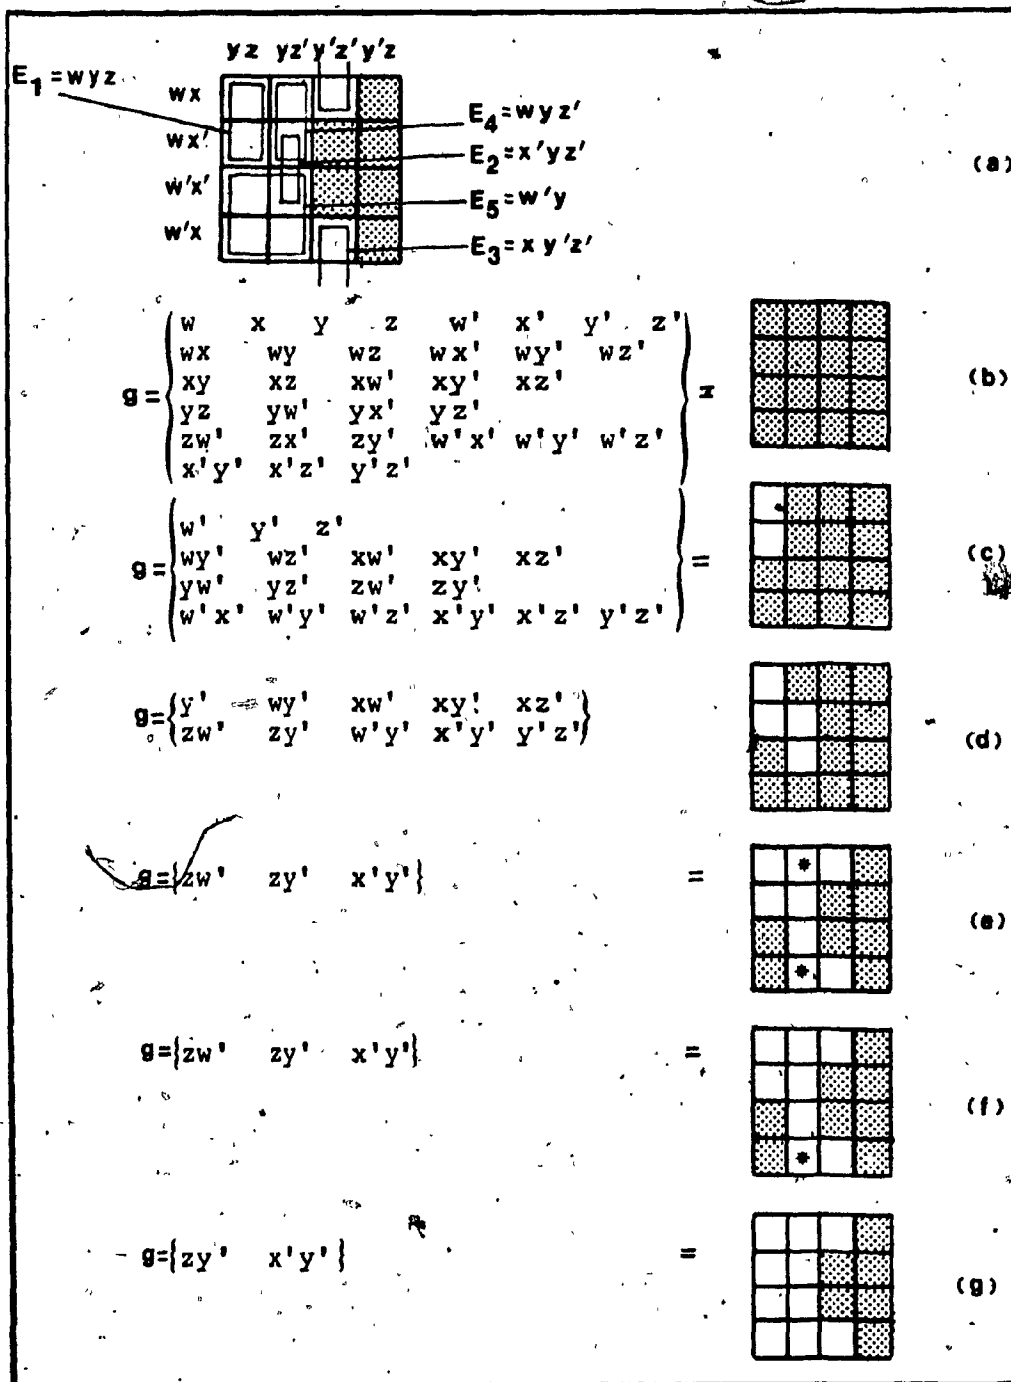 yz yz' y'z' y'z
E1=wyz
wx
E4=wyz'
wx'
E2=x'yz'
(a)
w'x'
E5=w'y
w'x
E3=xy'z'
w x y z w' x' y' z'
wx wy wz wx' wy' wz'
g= xy xz xw' xy' xz' =
(b)
yz yw' yx' yz'
zw' zx' zy' w'x' w'y' w'z'
x'y' x'z' y'z'
w' y' z'
wy' wz' xw' xy' xz'
g= =
(c)
yw' yz' zw' zy'
w'x' w'y' w'z' x'y' x'z' y'z'
g={y' wy' xw' xy' xz'
zw' zy' w'y' x'y' y'z'}
(d)
g={zw' zy' x'y'} =
* *
(e)
g={zw' zy' x'y'} =
*
(f)
g={zy' x'y'} =
(g)